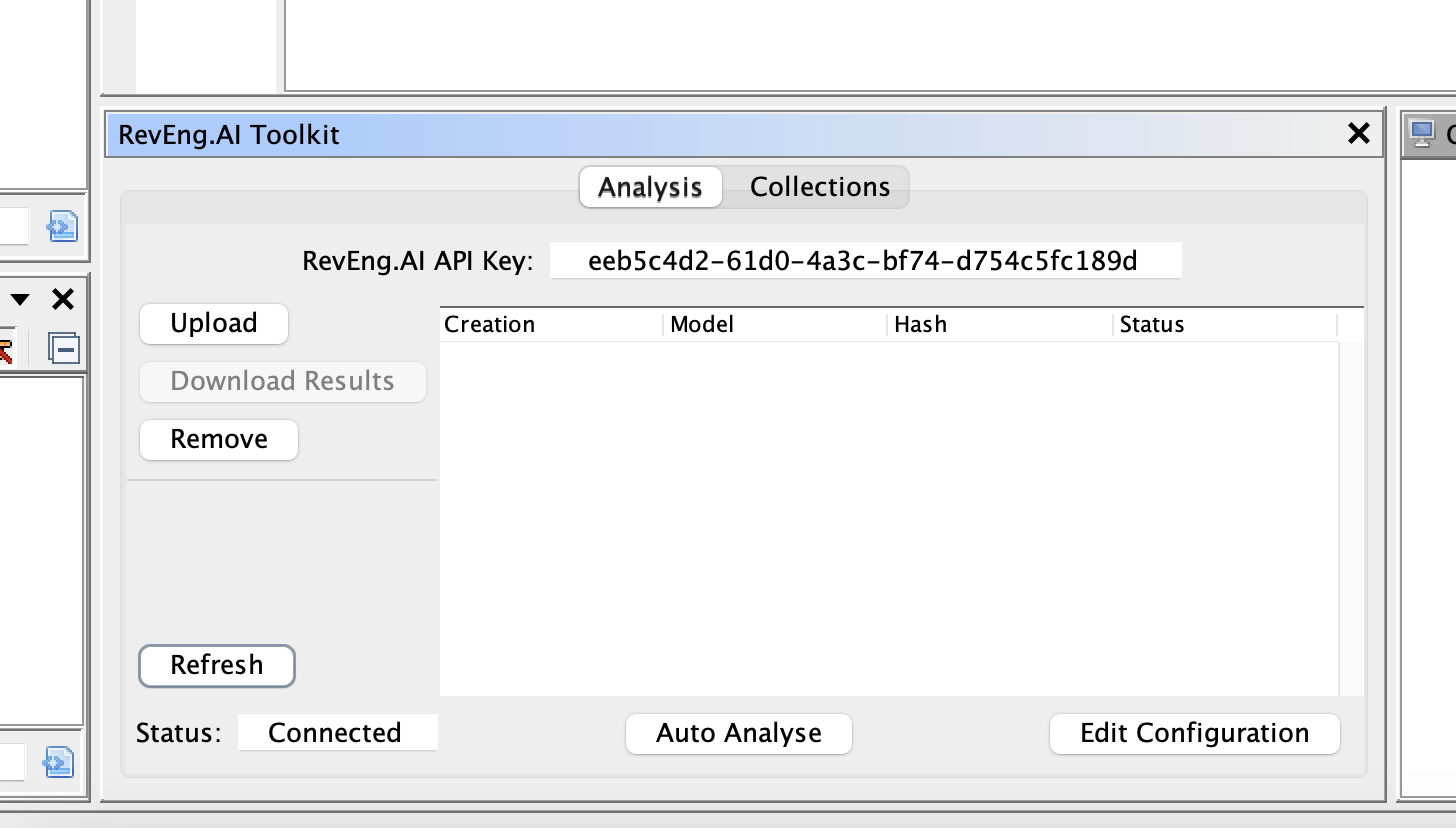 RevEng.AI Toolkit
Analysis Collections
RevEng.AI API Key: eeb5c4d2-61d0-4a3c-bf74-d754c5fc189d
Upload
Download Results
Remove
Creation Model Hash Status
Refresh
Status: Connected
Auto Analyse
Edit Configuration